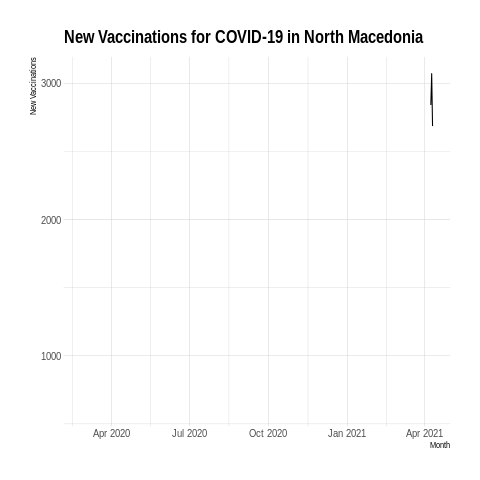 New Vaccinations for COVID-19 in North Macedonia
New Vaccinations
3000
2000
1000
Apr 2020 Jul 2020 Oct 2020 Jan 2021 Apr 2021
Month